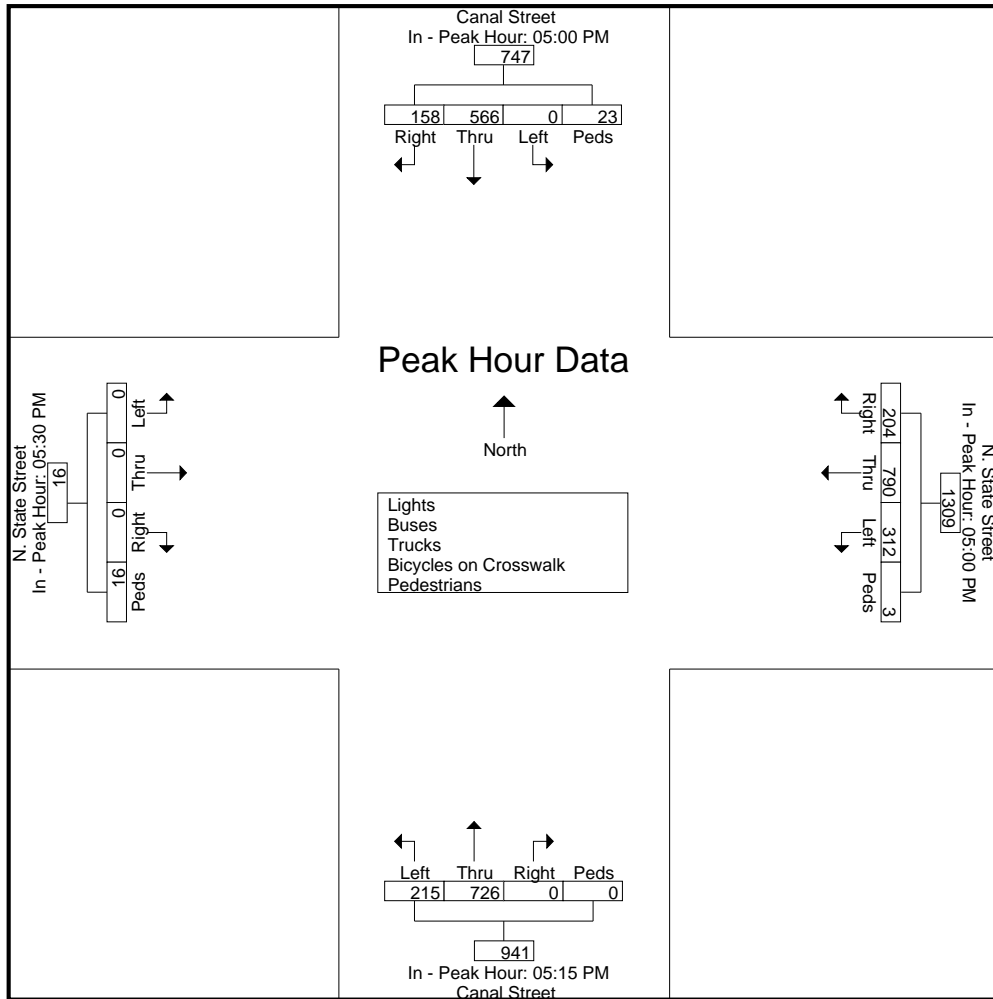 Canal Street
In - Peak Hour: 05:00 PM
747
158 566 0 23
Right Thru Left Peds
Peak Hour Data
North
Lights
Buses
Trucks
Bicycles on Crosswalk
Pedestrians
N. State Street
In - Peak Hour: 05:30 PM
16
0 0 0 16
Left Thru Right Peds
N. State Street
In - Peak Hour: 05:00 PM
1309
204 790 312 3
Right Thru Left Peds
Left Thru Right Peds
215 726 0 0
941
In - Peak Hour: 05:15 PM
Canal Street